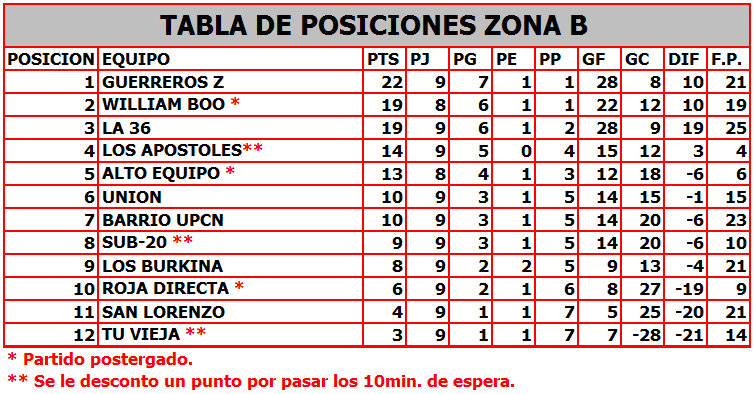 TABLA DE POSICIONES ZONA B
POSICION EQUIPO PTS PJ PG PE PP GF GC DIF F.P.
1 GUERREROS Z 22 9 7 1 1 28 8 10 21
2 WILLIAM BOO * 19 8 6 1 1 22 12 10 19
3 LA 36 19 9 6 1 2 28 9 19 25
4 LOS APOSTOLES** 14 9 5 0 4 15 12 3 4
5 ALTO EQUIPO * 13 8 4 1 3 12 18 -6 6
6 UNION 10 9 3 1 5 14 15 -1 15
7 BARRIO UPCN 10 9 3 1 5 14 20 -6 23
8 SUB-20 ** 9 9 3 1 5 14 20 -6 10
9 LOS BURKINA 8 9 2 2 5 9 13 -4 21
10 ROJA DIRECTA * 6 9 2 1 6 8 27 -19 9
11 SAN LORENZO 4 9 1 1 7 5 25 -20 21
12 TU VIEJA ** 3 9 1 1 7 7 -28 -21 14
* Partido postergado.
** Se le desconto un punto por pasar los 10min. de espera.